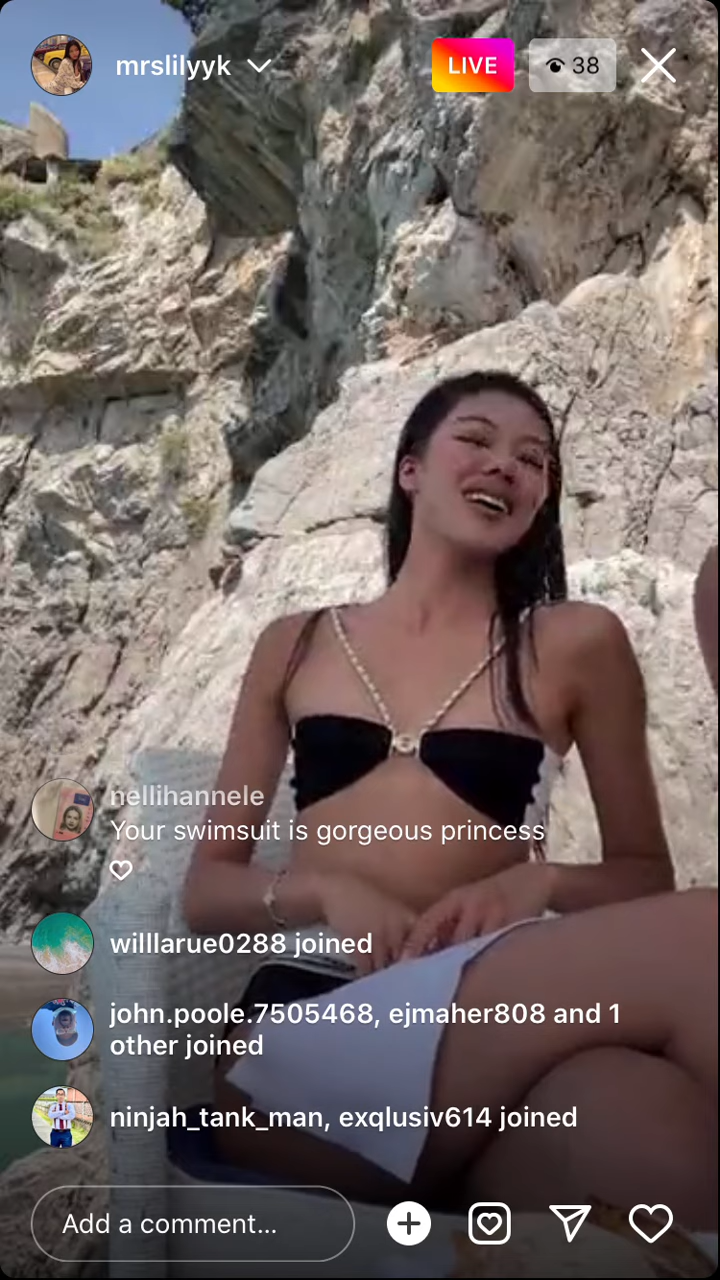 mrslilyyk
LIVE
38
nellihannele
Your swimsuit is gorgeous princess
♡
willlarue0288 joined
john.poole.7505468, ejmaher808 and 1
other joined
ninjah_tank_man, exqlusiv614 joined
Add a comment...